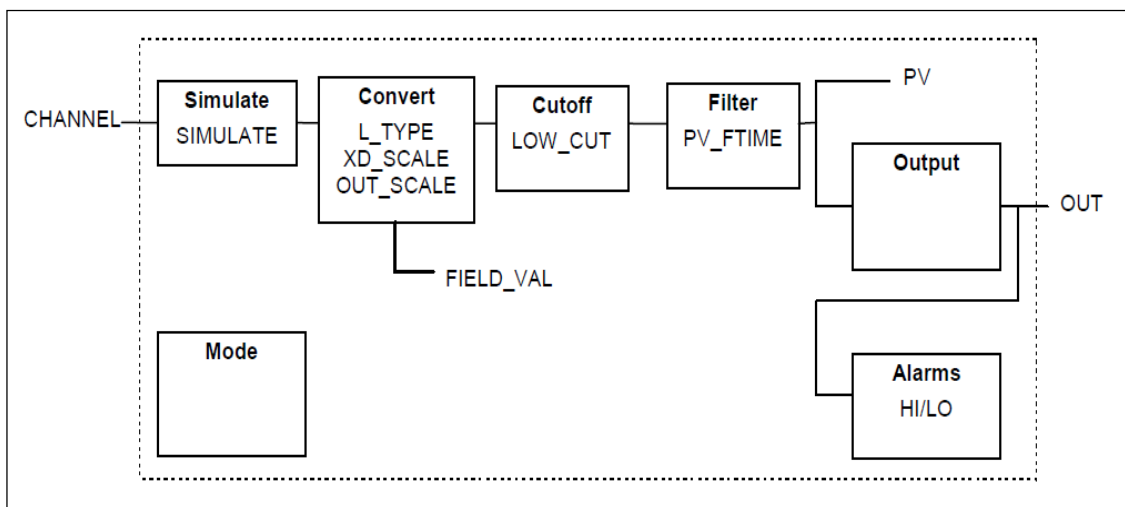 CHANNEL
Simulate
SIMULATE
Convert
L_TYPE
XD_SCALE
OUT_SCALE
FIELD_VAL
Cutoff
LOW_CUT
Filter
PV_FTIME
PV
Output
OUT
Mode
Alarms
HI/LO